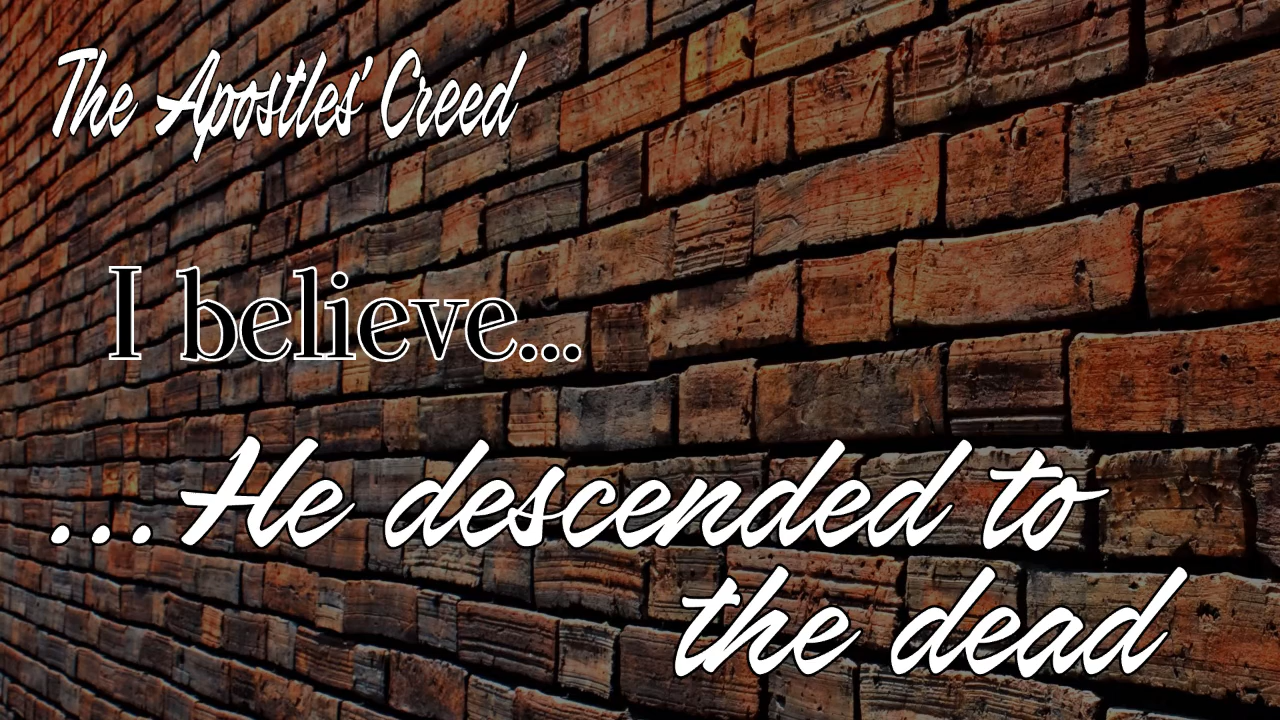 The Apostles' Creed
I believe...
...He descended to
the dead